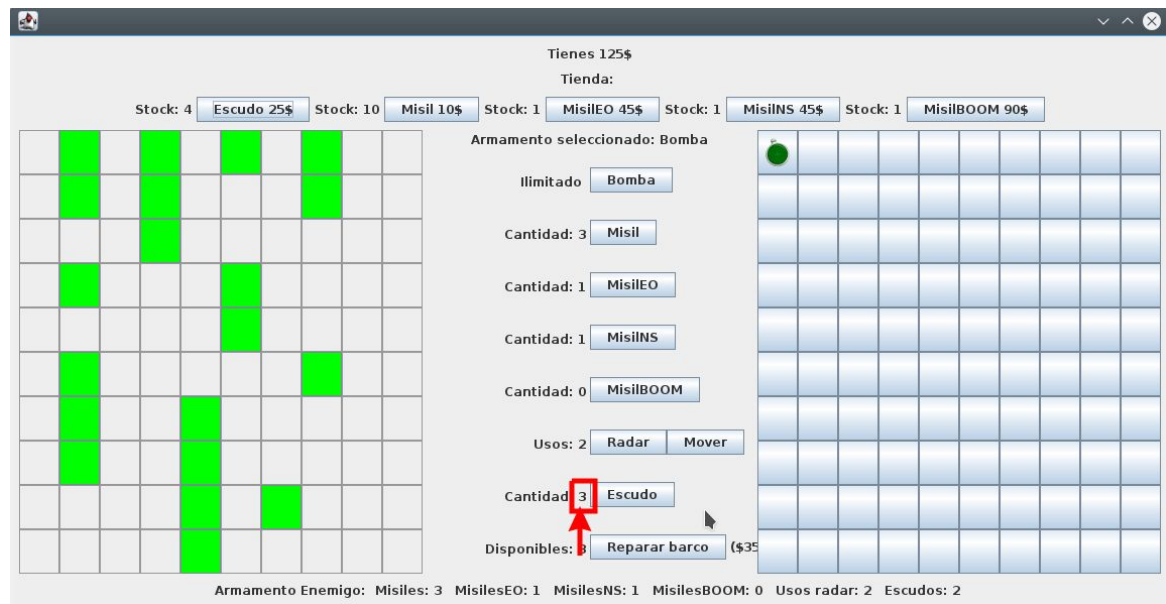 Tienes 125$
Tienda:
Stock: 4 Escudo 25$ Stock: 10 Misil 10$ Stock: 1 MisilEO 45$ Stock: 1 MisilNS 45$ Stock: 1 MisilBOOM 90$
Armamento seleccionado: Bomba
Ilimitado Bomba
Cantidad: 3 Misil
Cantidad: 1 MisilEO
Cantidad: 1 MisilNS
Cantidad: 0 MisilBOOM
Usos: 2 Radar Mover
Cantidad 3 Escudo
Disponibles: Reparar barco ($35
Armamento Enemigo: Misiles: 3 MisilesEO: 1 MisilesNS: 1 MisilesBOOM: 0 Usos radar: 2 Escudos: 2